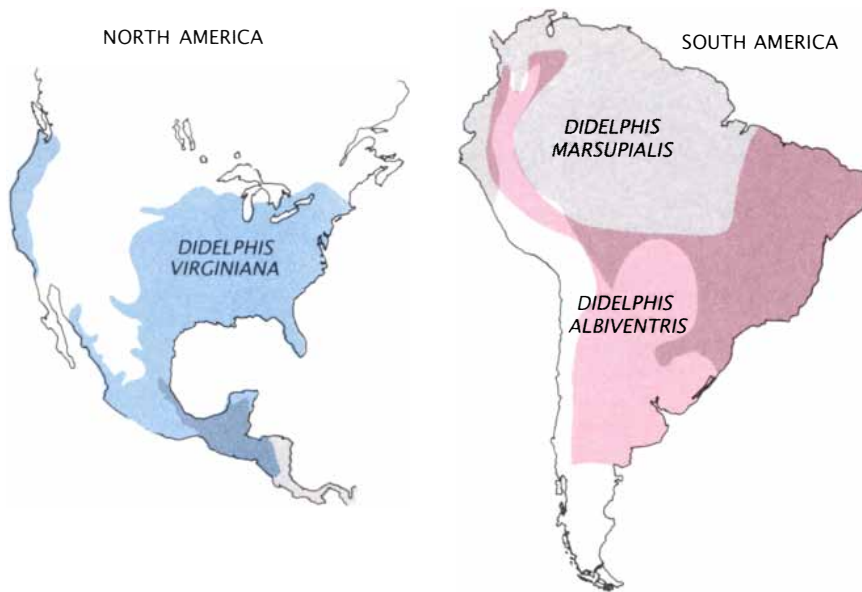 NORTH AMERICA
DIDELPHIS
VIRGINIANA
SOUTH AMERICA
DIDELPHIS
MARSUPIALIS
DIDELPHIS
ALBIVENTRIS